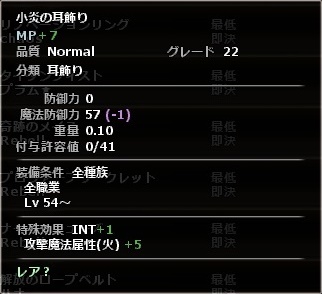 小炎の耳飾り
MP+7
品質 Normal グレード 22
分類 耳飾り
防御力 0
魔法防御力 57 (-1)
重量 0.10
付与許容値 0/41
装備条件 全種族
全職業
Lv 54~
特殊効果 INT+1
攻撃魔法属性(火) +5
レア ?